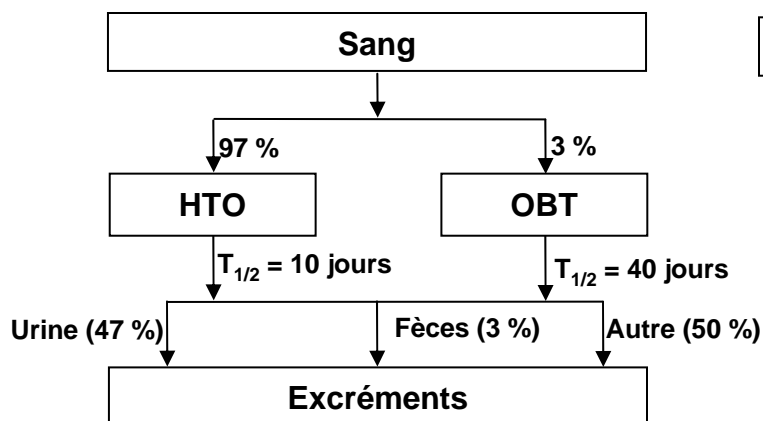 Sang
97 %
3 %
HTO
OBT
T1/2 = 10 jours
T1/2 = 40 jours
Urine (47 %)
Fèces (3 %)
Autre (50 %)
Excréments